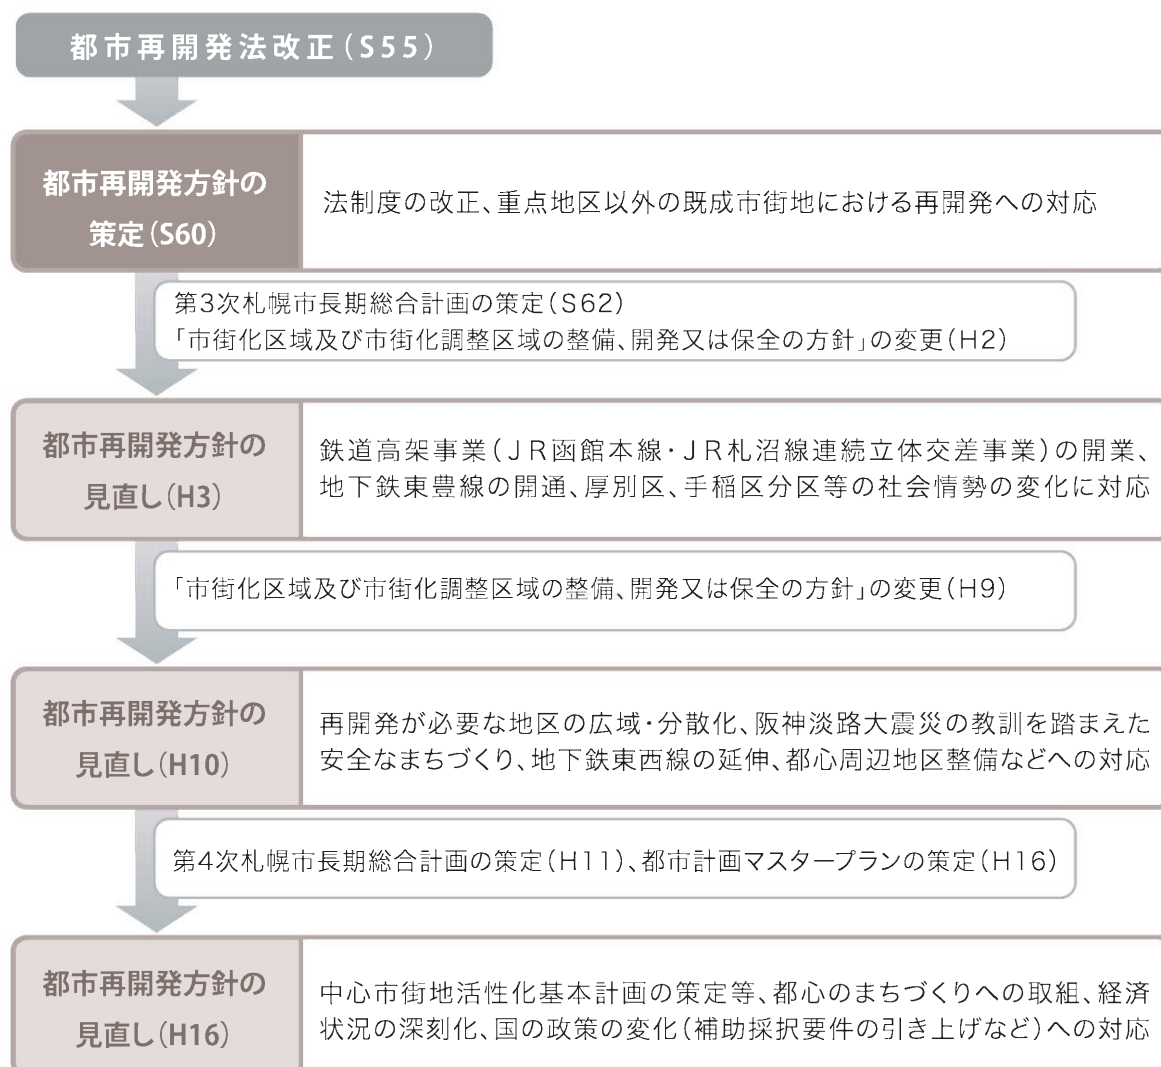 都市再開発法改正（S55）
都市再開発方針の
策定（S60）
法制度の改正、重点地区以外の既成市街地における再開発への対応
第3次札幌市長期総合計画の策定（S62）
「市街化区域及び市街化調整区域の整備、開発又は保全の方針」の変更（H2）
都市再開発方針の
見直し（H3）
鉄道高架事業（JR函館本線・JR札沼線連続立体交差事業）の開業、
地下鉄東豊線の開通、厚別区、手稲区分区等の社会情勢の変化に対応
「市街化区域及び市街化調整区域の整備、開発又は保全の方針」の変更（H9）
都市再開発方針の
見直し（H10）
再開発が必要な地区の広域・分散化、阪神淡路大震災の教訓を踏まえた
安全なまちづくり、地下鉄東西線の延伸、都心周辺地区整備などへの対応
第4次札幌市長期総合計画の策定（H11）、都市計画マスタープランの策定（H16）
都市再開発方針の
見直し（H16）
中心市街地活性化基本計画の策定等、都心のまちづくりへの取組、経済
状況の深刻化、国の政策の変化（補助採択要件の引き上げなど）への対応